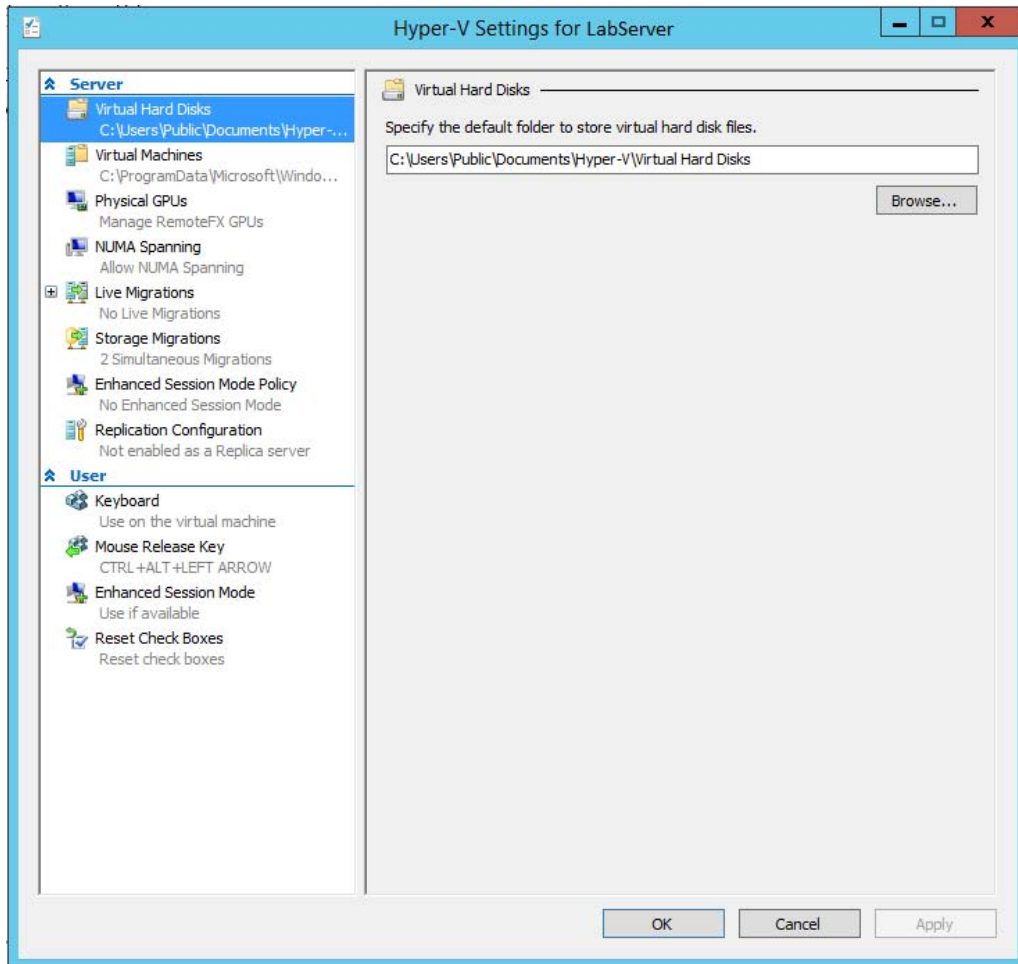 Hyper-V Settings for LabServer
Server
Virtual Hard Disks
C:\Users\Public\Documents\Hyper-...
Virtual Machines
C:\ProgramData\Microsoft\Windo...
Physical GPUs
Manage RemoteFX GPUs
NUMA Spanning
Allow NUMA Spanning
Live Migrations
No Live Migrations
Storage Migrations
2 Simultaneous Migrations
Enhanced Session Mode Policy
No Enhanced Session Mode
Replication Configuration
Not enabled as a Replica server
User
Keyboard
Use on the virtual machine
Mouse Release Key
CTRL+ALT+LEFT ARROW
Enhanced Session Mode
Use if available
Reset Check Boxes
Reset check boxes
Virtual Hard Disks
Specify the default folder to store virtual hard disk files.
C:\Users\Public\Documents\Hyper-V\Virtual Hard Disks
Browse...
OK
Cancel
Apply